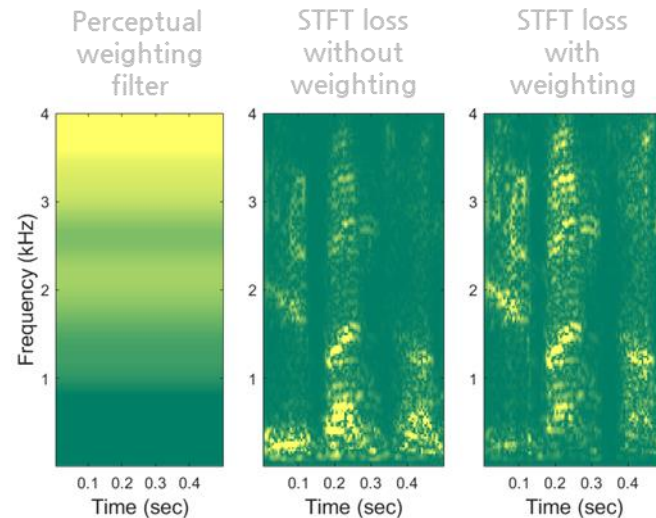 Perceptual
weighting
filter
STFT loss
without
weighting
STFT loss
with
weighting
4
3
2
1
Frequency (kHz)
0.1 0.2 0.3 0.4
Time (sec)
4
3
2
1
0.1 0.2 0.3 0.4
Time (sec)
4
3
2
1
0.1 0.2 0.3 0.4
Time (sec)